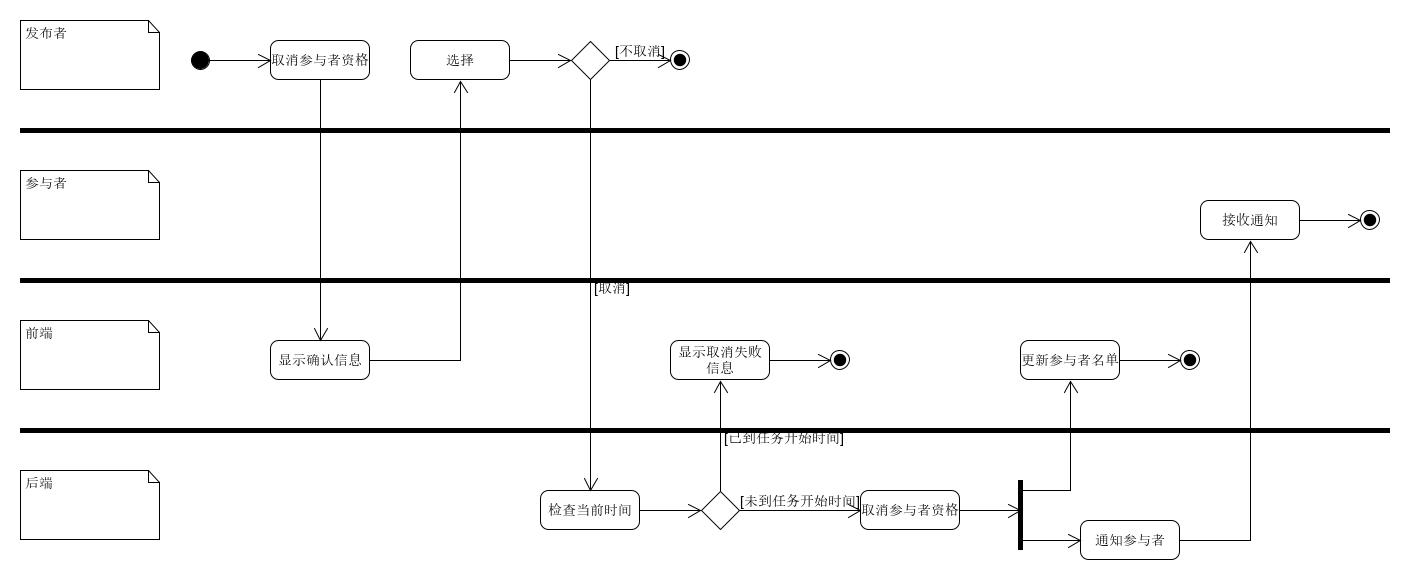 发布者
取消参与者资格
选择
[不取消]
参与者
接收通知
[取消]
前端
显示确认信息
显示取消失败
信息
更新参与者名单
[已到任务开始时间]
后端
检查当前时间
[未到任务开始时间]
取消参与者资格
通知参与者